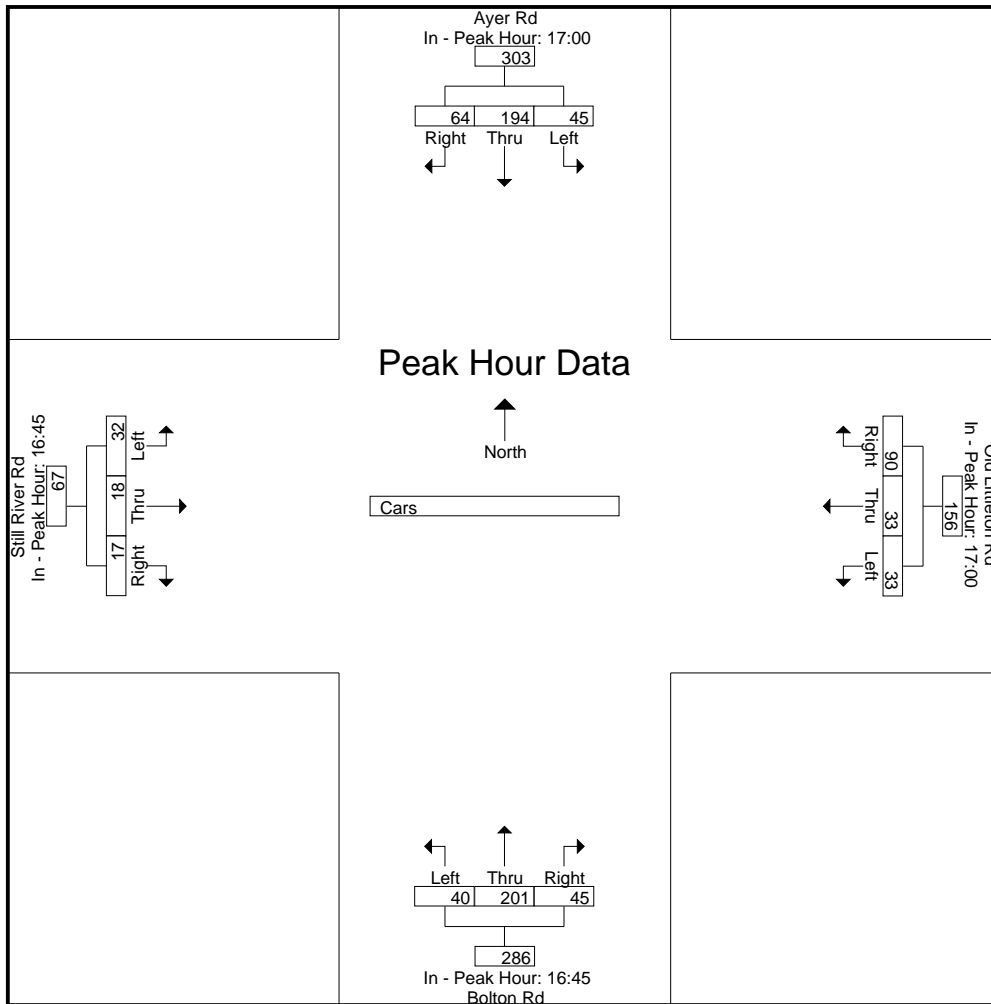 Ayer Rd
In - Peak Hour: 17:00
303
64 194 45
Right Thru Left
Peak Hour Data
North
Cars
Still River Rd
In - Peak Hour: 16:45
67
32 18 17
Left Thru Right
Right Thru Left
90 33 33
156
In - Peak Hour: 17:00
Old Littleton Rd
Left Thru Right
40 201 45
286
In - Peak Hour: 16:45
Bolton Rd